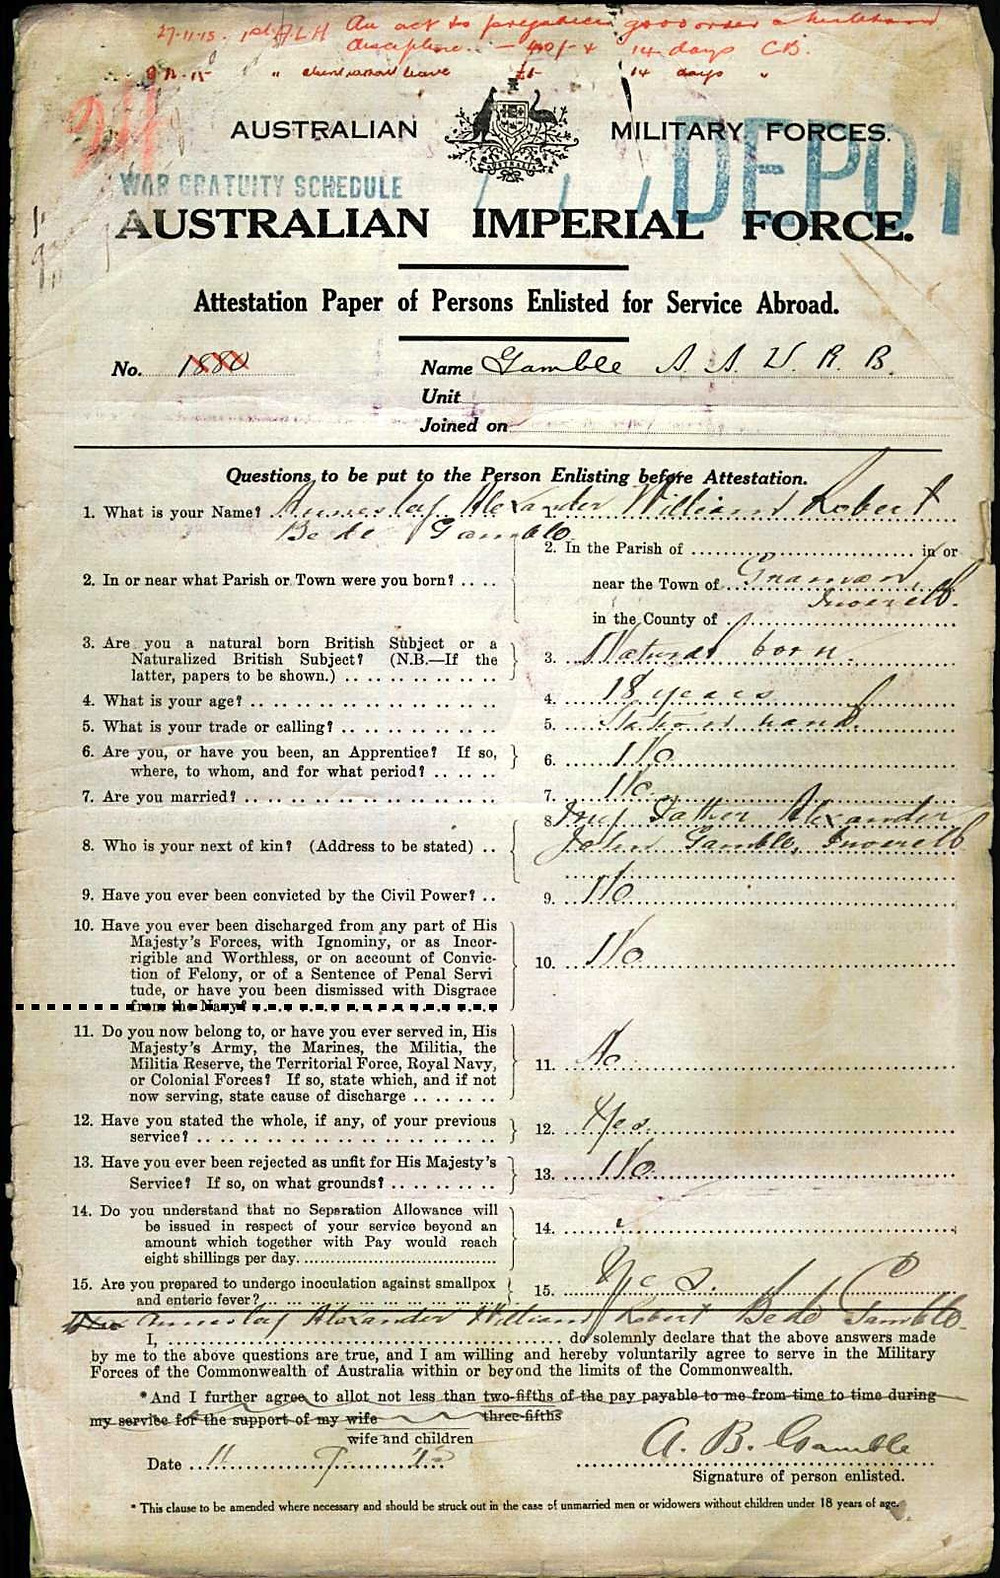 27-11-15. 1st A.L.H An act to prejudice good order & military
discipline. — 40/- & 14 days C.B.
9 12-15 " absent without leave £5- 14 days "
AUSTRALIAN MILITARY FORCES.
DEPOT
WAR GRATUITY SCHEDULE
AUSTRALIAN IMPERIAL FORCE.
Attestation Paper of Persons Enlisted for Service Abroad.
No. 1880 Name Gamble A. A. W. R. B.
Unit
Joined on
Questions to be put to the Person Enlisting before Attestation.
1. What is your Name? 1. Annesley Alexander William Robert
Bede Gamble
2. In or near what Parish or Town were you born? .... 2. In the Parish of .... in or
near the Town of Graman,
Inverell.
in the County of
3. Are you a natural born British Subject or a
Naturalized British Subject? (N.B.—If the
latter, papers to be shown.) .... 3. Natural born.
4. What is your age? .... 4. 18 years
5. What is your trade or calling? .... 5. Station hand
6. Are you, or have you been, an Apprentice? If so,
where, to whom, and for what period? .... 6. No
7. Are you married? .... 7. No
8. Who is your next of kin? (Address to be stated) .. 8. Father Alexander
John Gamble, Inverell
9. Have you ever been convicted by the Civil Power? .. 9. No
10. Have you ever been discharged from any part of His
Majesty's Forces, with Ignominy, or as Incor-
rigible and Worthless, or on account of Convic-
tion of Felony, or of a Sentence of Penal Servi
tude, or have you been dismissed with Disgrace
from the Navy? .... 10. No
11. Do you now belong to, or have you ever served in, His
Majesty's Army, the Marines, the Militia, the
Militia Reserve, the Territorial Force, Royal Navy,
or Colonial Forces? If so, state which, and if not
now serving, state cause of discharge .... 11. No
12. Have you stated the whole, if any, of your previous
service? .... 12. Yes.
13. Have you ever been rejected as unfit for His Majesty's
Service? If so, on what grounds? .... 13. No.
14. Do you understand that no Separation Allowance will
be issued in respect of your service beyond an
amount which together with Pay would reach
eight shillings per day. .... 14.
15. Are you prepared to undergo inoculation against smallpox
and enteric fever? .... 15. Yes.
Annesley Alexander William Robert Bede Gamble.
I, .... do solemnly declare that the above answers made
by me to the above questions are true, and I am willing and hereby voluntarily agree to serve in the Military
Forces of the Commonwealth of Australia within or beyond the limits of the Commonwealth.
*And I further agree to allot not less than two-fifths of the pay payable to me from time to time during
my service for the support of my wife three-fifths
wife and children
Date 11 7 15 A. B. Gamble
Signature of person enlisted.
* This clause to be amended where necessary and should be struck out in the case of unmarried men or widowers without children under 18 years of age.